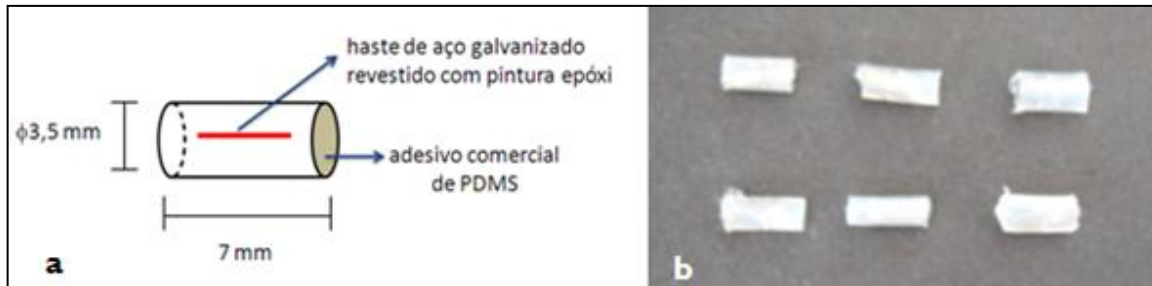 haste de aço galvanizado
revestido com pintura epóxi
ϕ3,5 mm
adesivo comercial
de PDMS
7 mm
a
b